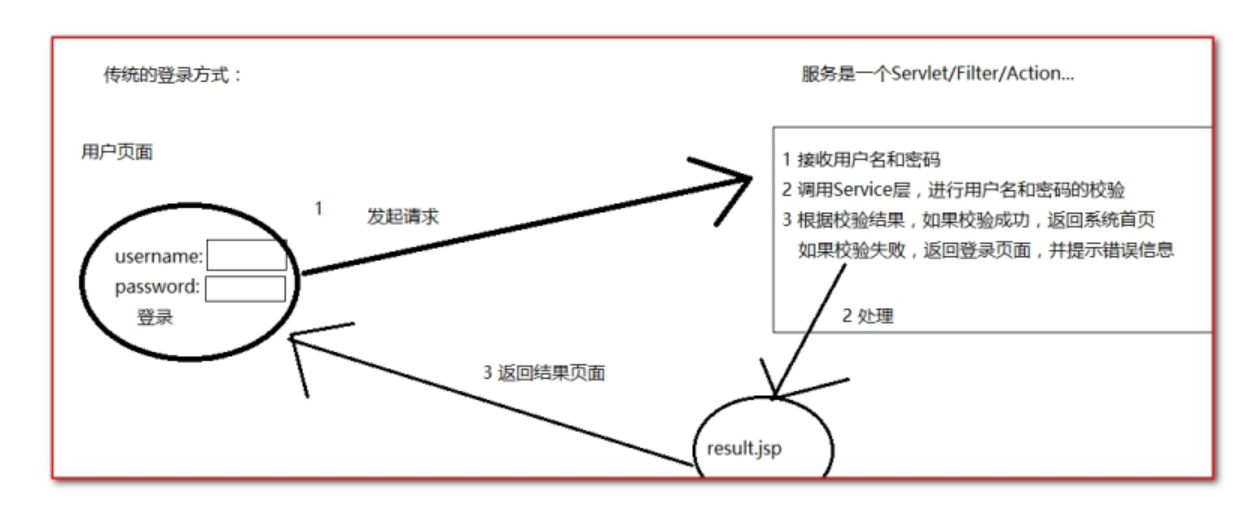 传统的登录方式：
服务是一个Servlet/Filter/Action...
用户页面
1 发起请求
username:
password:
登录
1 接收用户名和密码
2 调用Service层，进行用户名和密码的校验
3 根据校验结果，如果校验成功，返回系统首页
如果校验失败，返回登录页面，并提示错误信息
2 处理
3 返回结果页面
result.jsp